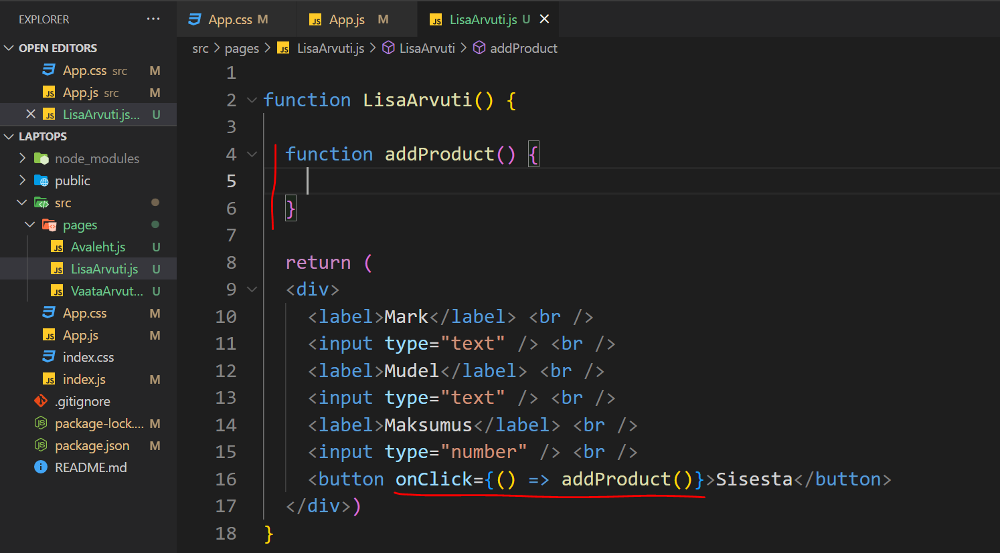 EXPLORER ...
OPEN EDITORS
App.css src M
App.js src M
LisaArvuti.js... U
LAPTOPS
node_modules
public
src
pages
Avaleht.js U
LisaArvuti.js U
VaataArvut... U
App.css M
App.js M
index.css
index.js M
.gitignore
package-lock.... M
package.json M
README.md
App.css M App.js M LisaArvuti.js U
src > pages > JS LisaArvuti.js > LisaArvuti > addProduct
1
2 function LisaArvuti() {
3
4 function addProduct() {
5
6 }
7
8 return (
9 <div>
10 <label>Mark</label> <br />
11 <input type="text" /> <br />
12 <label>Mudel</label> <br />
13 <input type="text" /> <br />
14 <label>Maksumus</label> <br />
15 <input type="number" /> <br />
16 <button onClick={() => addProduct()}>Sisesta</button>
17 </div>)
18 }